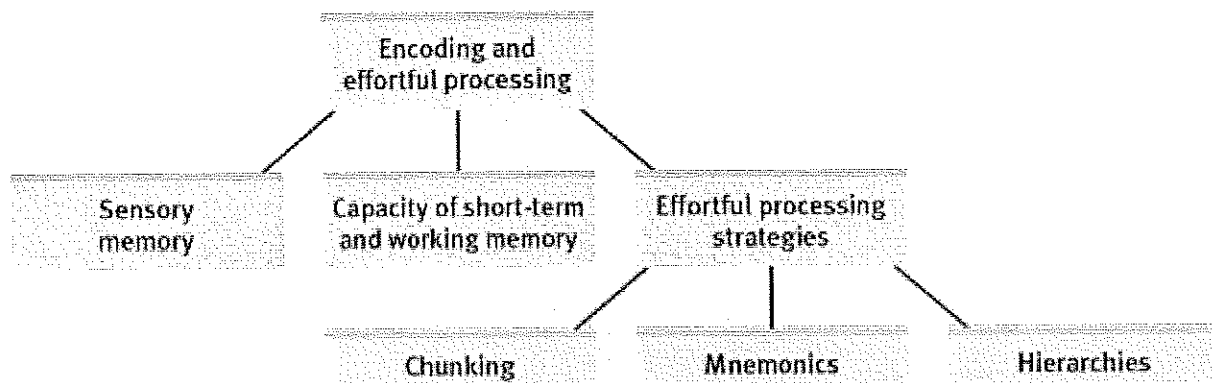 Encoding and
effortful processing
Sensory
memory
Capacity of short-term
and working memory
Effortful processing
strategies
Chunking
Mnemonics
Hierarchies